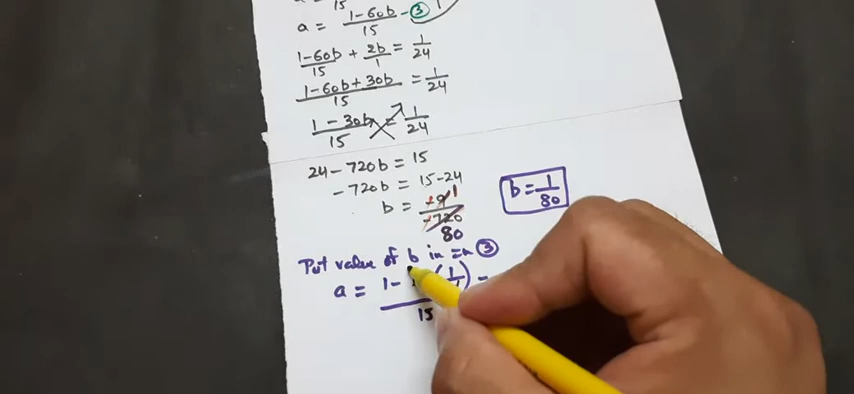 15
a = 1-60b/15 - ③
1-60b/15 + 2b/1 = 1/24
1-60b+30b/15 = 1/24
1-30b/15 = 1/24
24-720b = 15
-720b = 15-24
b = -9/-720 1/80
b = 1/80
Put value of b in =n ③
a = 1- (1/ ) - /15